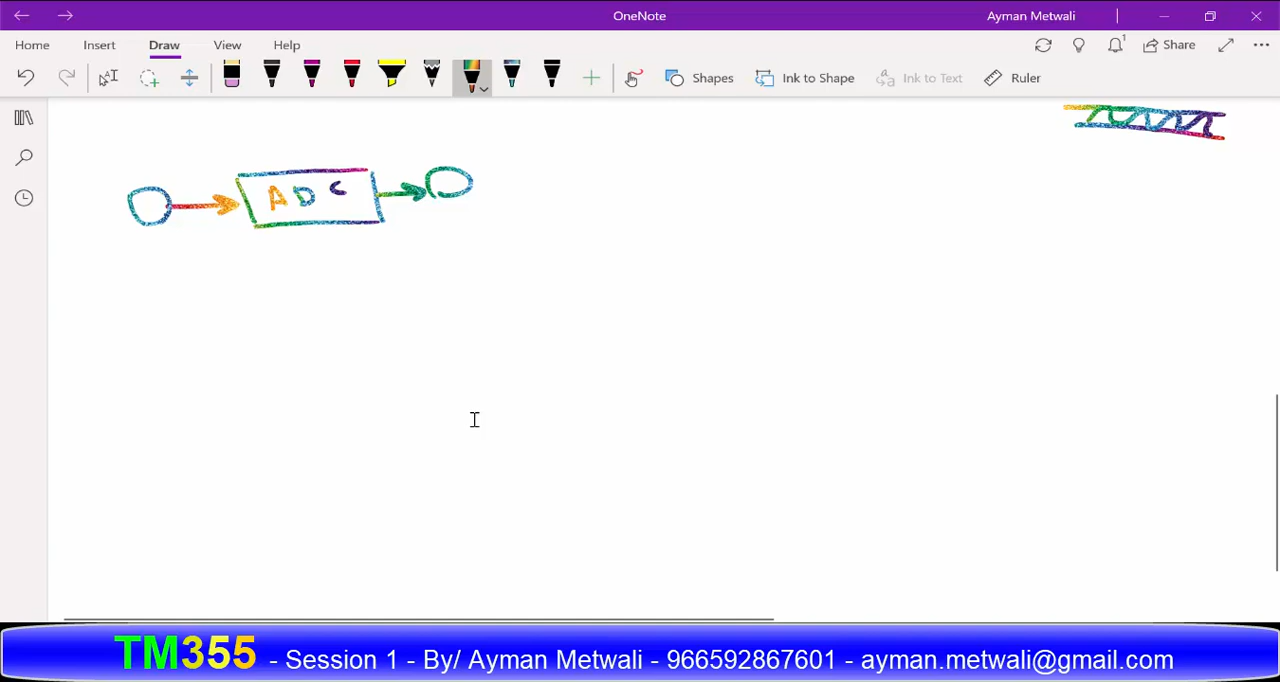 OneNote
Ayman Metwali
Home Insert Draw View Help
Share
Shapes Ink to Shape Ink to Text Ruler
ADC
TM355 - Session 1 - By/ Ayman Metwali - 966592867601 - ayman.metwali@gmail.com